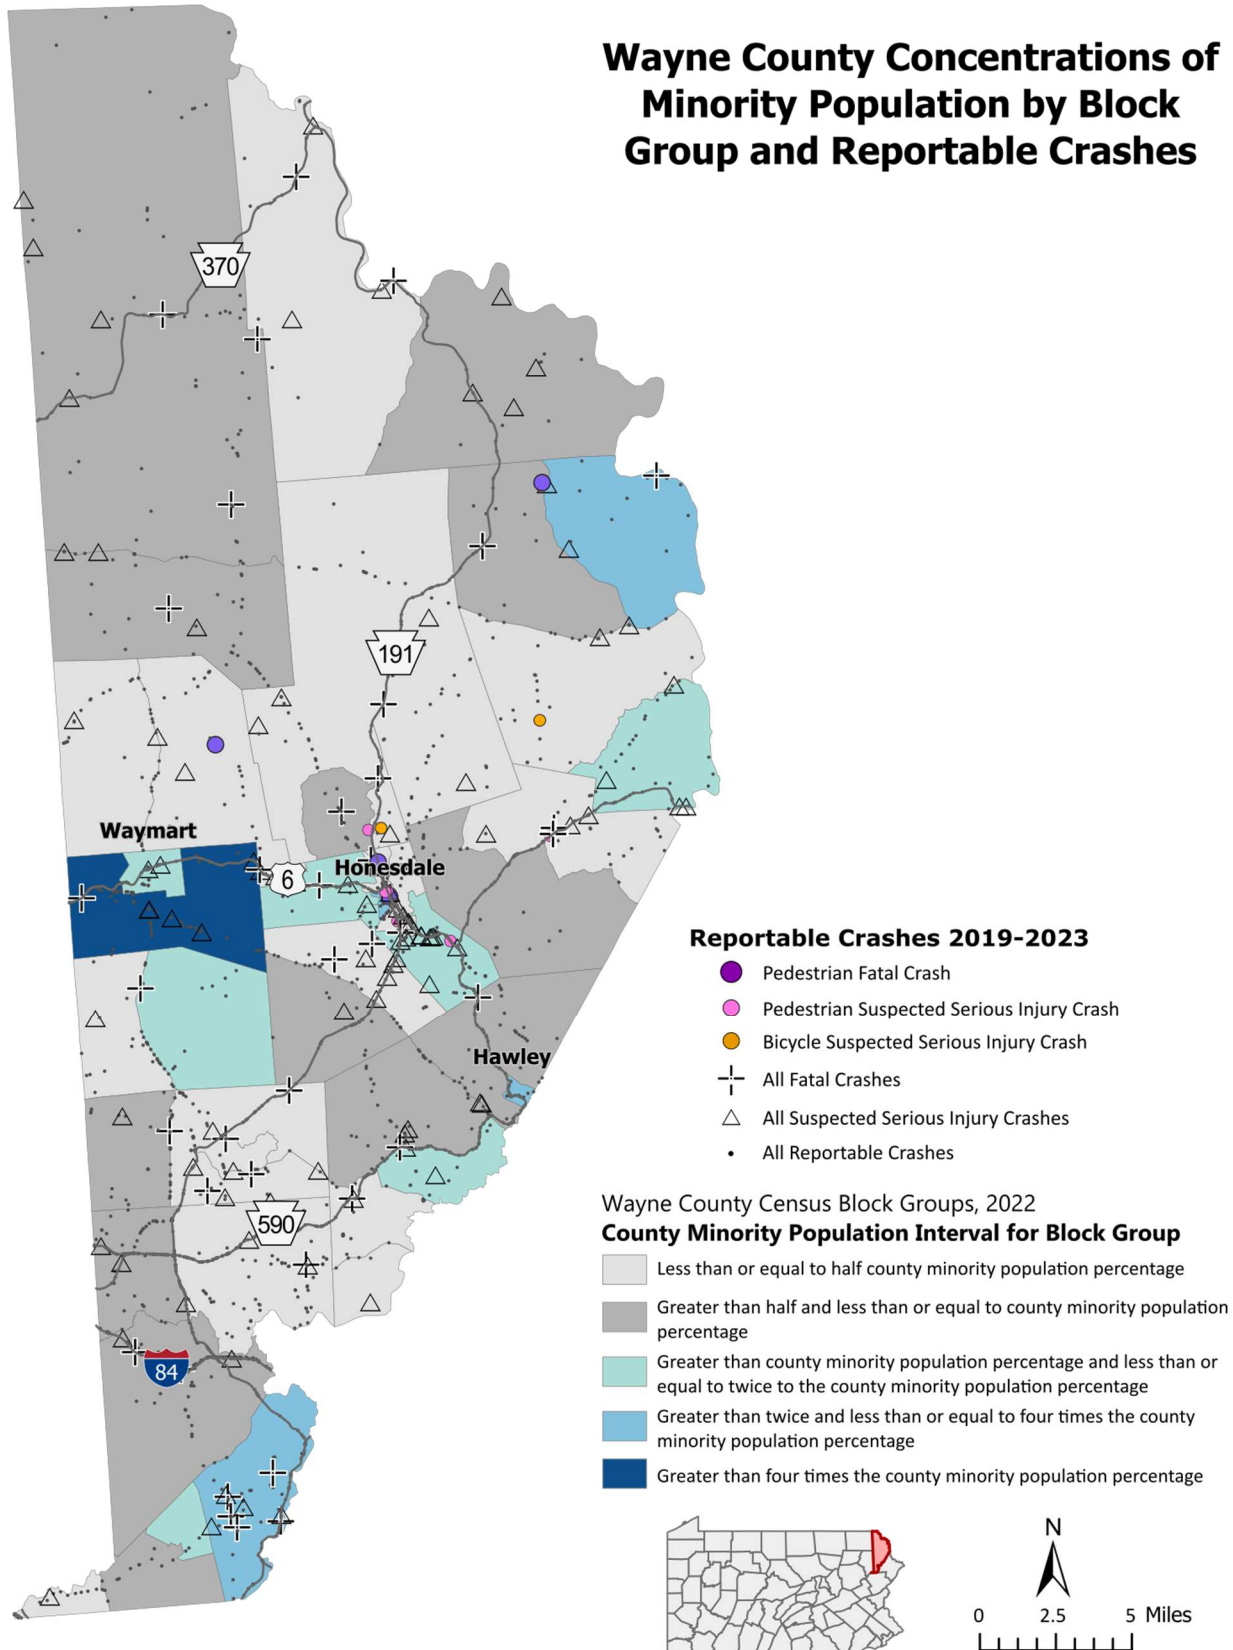 Wayne County Concentrations of
Minority Population by Block
Group and Reportable Crashes
370
191
Waymart
Honesdale
6
Hawley
590
84
Reportable Crashes 2019-2023
Pedestrian Fatal Crash
Pedestrian Suspected Serious Injury Crash
Bicycle Suspected Serious Injury Crash
All Fatal Crashes
All Suspected Serious Injury Crashes
All Reportable Crashes
Wayne County Census Block Groups, 2022
County Minority Population Interval for Block Group
Less than or equal to half county minority population percentage
Greater than half and less than or equal to county minority population
percentage
Greater than county minority population percentage and less than or
equal to twice to the county minority population percentage
Greater than twice and less than or equal to four times the county
minority population percentage
Greater than four times the county minority population percentage
N
0 2.5 5 Miles